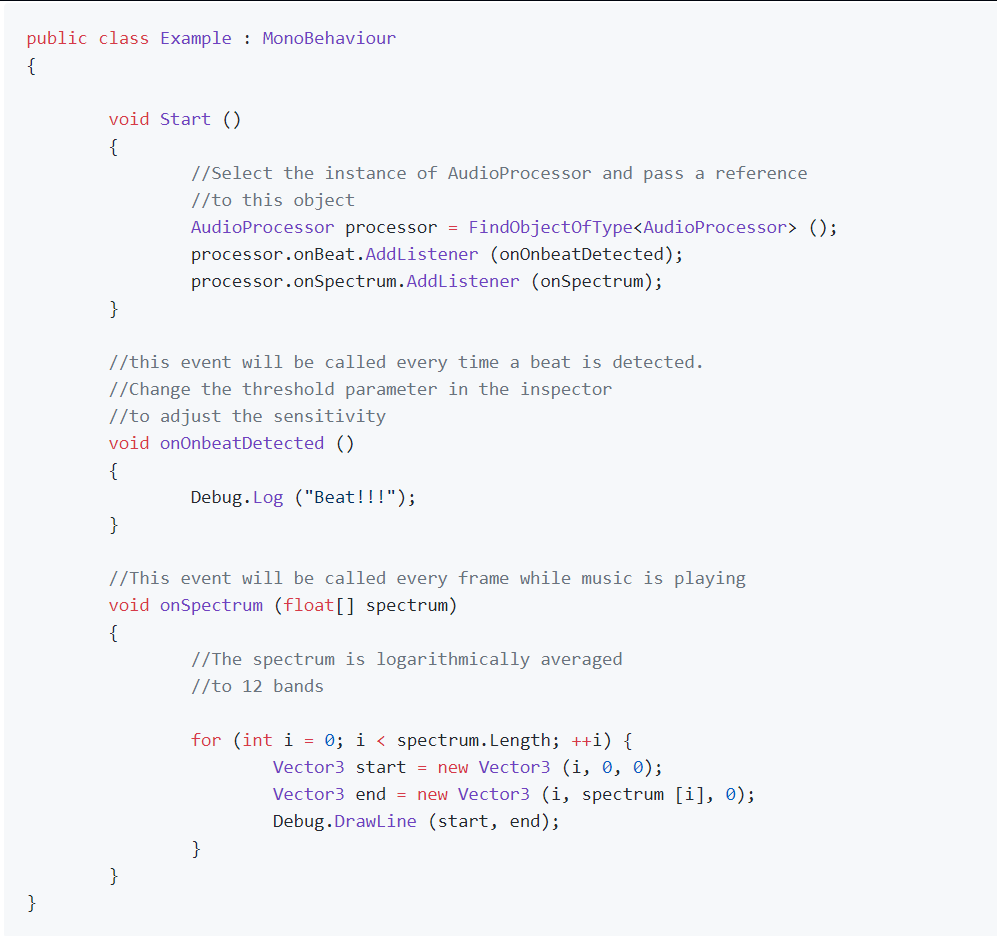 public class Example : MonoBehaviour
{
void Start ()
{
//Select the instance of AudioProcessor and pass a reference
//to this object
AudioProcessor processor = FindObjectOfType<AudioProcessor> ();
processor.onBeat.AddListener (onOnbeatDetected);
processor.onSpectrum.AddListener (onSpectrum);
}
//this event will be called every time a beat is detected.
//Change the threshold parameter in the inspector
//to adjust the sensitivity
void onOnbeatDetected ()
{
Debug.Log ("Beat!!!");
}
//This event will be called every frame while music is playing
void onSpectrum (float[] spectrum)
{
//The spectrum is logarithmically averaged
//to 12 bands
for (int i = 0; i < spectrum.Length; ++i) {
Vector3 start = new Vector3 (i, 0, 0);
Vector3 end = new Vector3 (i, spectrum [i], 0);
Debug.DrawLine (start, end);
}
}
}